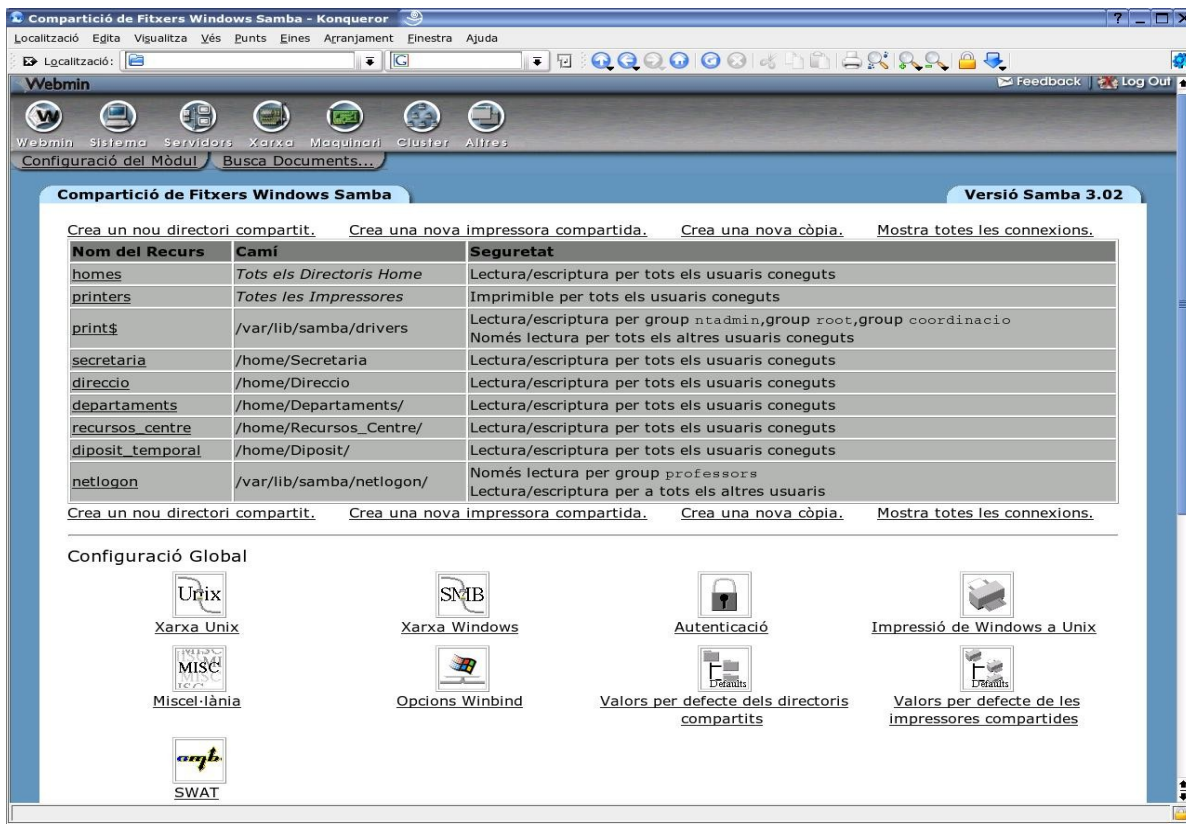 Compartició de Fitxers Windows Samba - Konqueror
Localització Edita Visualitza Vés Punts Eines Arranjament Finestra Ajuda
Localització:
Webmin
Feedback Log Out
Webmin Sistema Servidors Xarxa Maquinari Cluster Altres
Configuració del Mòdul Busca Documents...
Compartició de Fitxers Windows Samba Versió Samba 3.02
Crea un nou directori compartit. Crea una nova impressora compartida. Crea una nova còpia. Mostra totes les connexions.
Nom del Recurs Camí Seguretat
homes Tots els Directoris Home Lectura/escriptura per tots els usuaris coneguts
printers Totes les Impressores Imprimible per tots els usuaris coneguts
print$ /var/lib/samba/drivers Lectura/escriptura per group ntadmin,group root,group coordinacio
Només lectura per tots els altres usuaris coneguts
secretaria /home/Secretaria Lectura/escriptura per tots els usuaris coneguts
direccio /home/Direccio Lectura/escriptura per tots els usuaris coneguts
departaments /home/Departaments/ Lectura/escriptura per tots els usuaris coneguts
recursos_centre /home/Recursos_Centre/ Lectura/escriptura per tots els usuaris coneguts
diposit_temporal /home/Diposit/ Lectura/escriptura per tots els usuaris coneguts
netlogon /var/lib/samba/netlogon/ Només lectura per group professors
Lectura/escriptura per a tots els altres usuaris
Crea un nou directori compartit. Crea una nova impressora compartida. Crea una nova còpia. Mostra totes les connexions.
Configuració Global
Unix SMB
Xarxa Unix Xarxa Windows Autenticació Impressió de Windows a Unix
MISC Defaults Defaults
Miscel·lània Opcions Winbind Valors per defecte dels directoris compartits Valors per defecte de les impressores compartides
SWAT